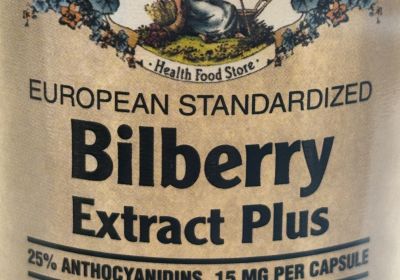 · Health Food Store ·
EUROPEAN STANDARDIZED
Bilberry
Extract Plus
25% ANTHOCYANIDINS, 15 MG PER CAPSULE